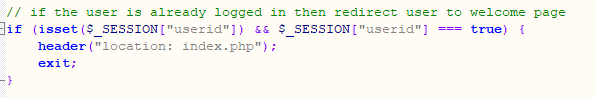 // if the user is already logged in then redirect user to welcome page
if (isset($_SESSION["userid"]) && $_SESSION["userid"] === true) {
    header("location: index.php");
    exit;
}